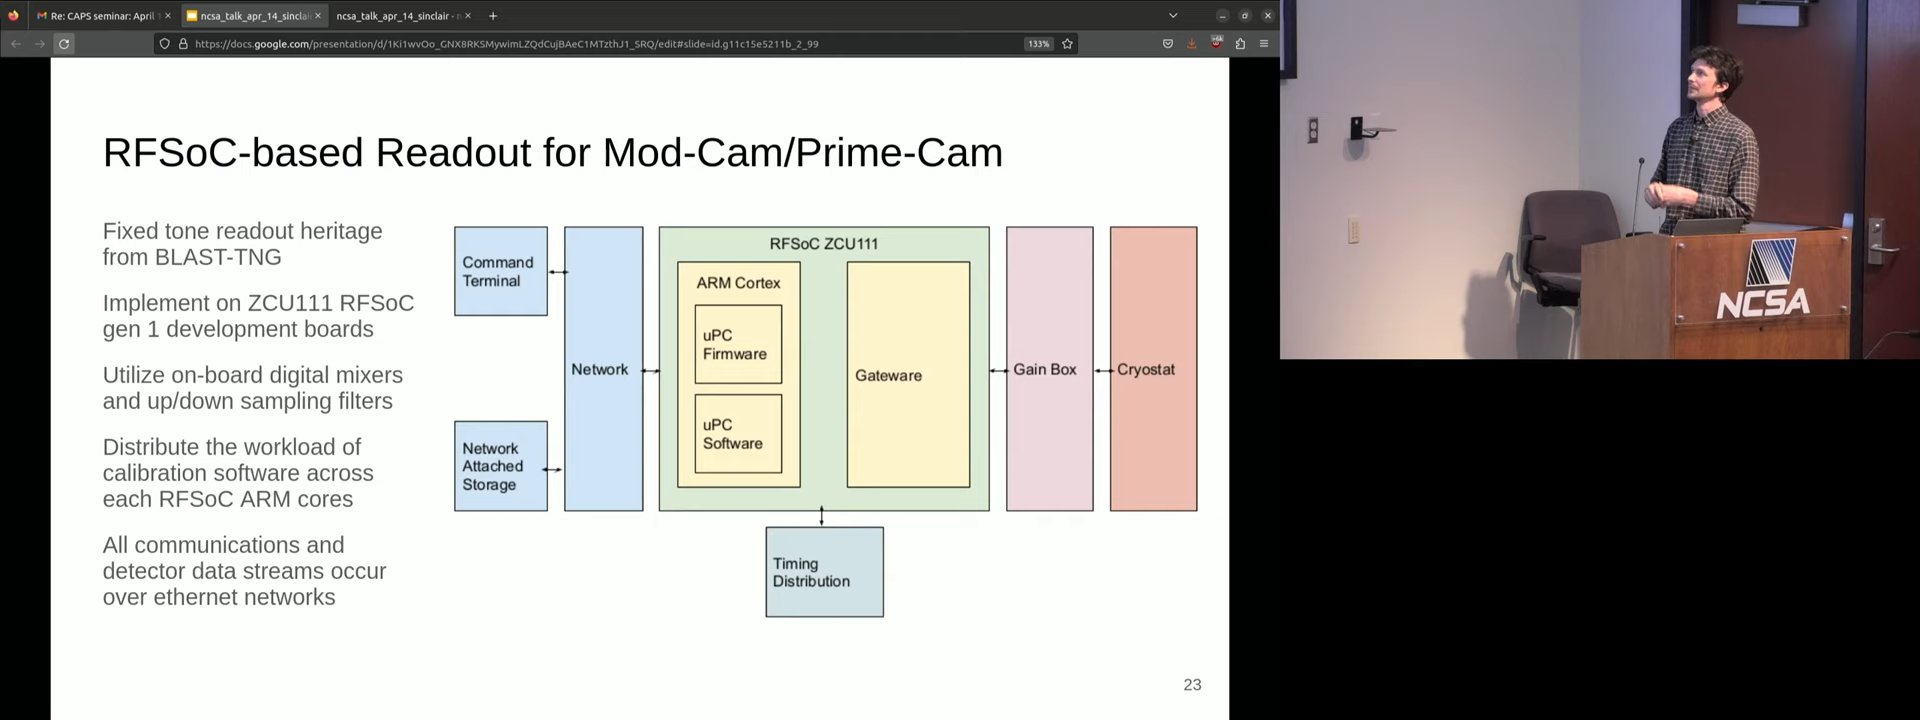 Re: CAPS seminar: April
ncsa_talk_apr_14_sinclai
ncsa_talk_apr_14_sinclair -
https://docs.google.com/presentation/d/1Ki1wvOo_GNX8RKSMywimLZQdCujBAeC1MTzthJ1_SRQ/edit#slide=id.g11c15e5211b_2_99
133%
RFSoC-based Readout for Mod-Cam/Prime-Cam
Fixed tone readout heritage
from BLAST-TNG
Implement on ZCU111 RFSoC
gen 1 development boards
Utilize on-board digital mixers
and up/down sampling filters
Distribute the workload of
calibration software across
each RFSoC ARM cores
All communications and
detector data streams occur
over ethernet networks
Command
Terminal
Network
Attached
Storage
Network
RFSoC ZCU111
ARM Cortex
uPC
Firmware
uPC
Software
Gateware
Gain Box
Cryostat
Timing
Distribution
23
NCSA